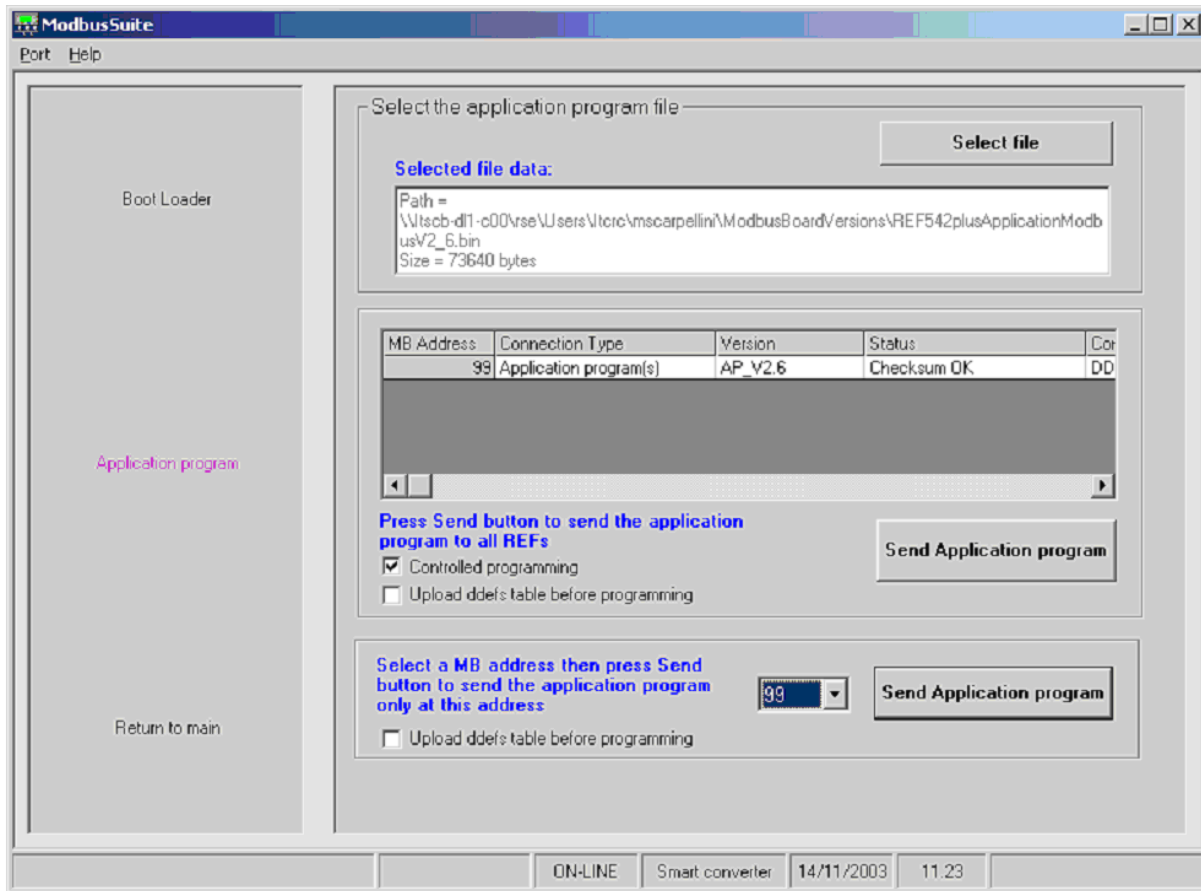 ModbusSuite
Port Help
Select the application program file
Select file
Selected file data:
Path =
\\Itscb-dl1-c00\rse\Users\Itcrc\mscarpellini\ModbusBoardVersions\REF542plusApplicationModb
usV2_6.bin
Size = 73640 bytes
Boot Loader
MB Address Connection Type Version Status Cor
99 Application program(s) AP_V2.6 Checksum OK DD
Application program
Press Send button to send the application
program to all REFs
Send Application program
Controlled programming
Upload ddefs table before programming
Select a MB address then press Send
button to send the application program
only at this address
99
Send Application program
Return to main
Upload ddefs table before programming
ON-LINE Smart converter 14/11/2003 11.23